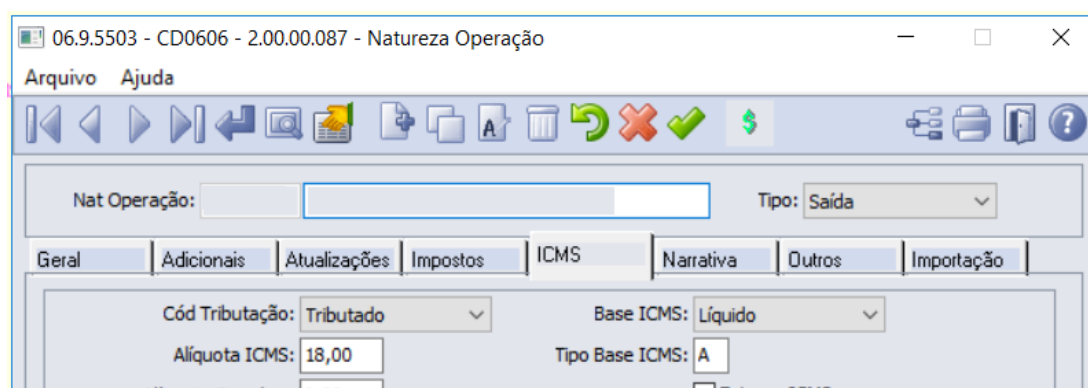 06.9.5503 - CD0606 - 2.00.00.087 - Natureza Operação
Arquivo Ajuda
Nat Operação: Tipo: Saída
Geral Adicionais Atualizações Impostos ICMS Narrativa Outros Importação
Cód Tributação: Tributado Base ICMS: Líquido
Alíquota ICMS: 18,00 Tipo Base ICMS: A